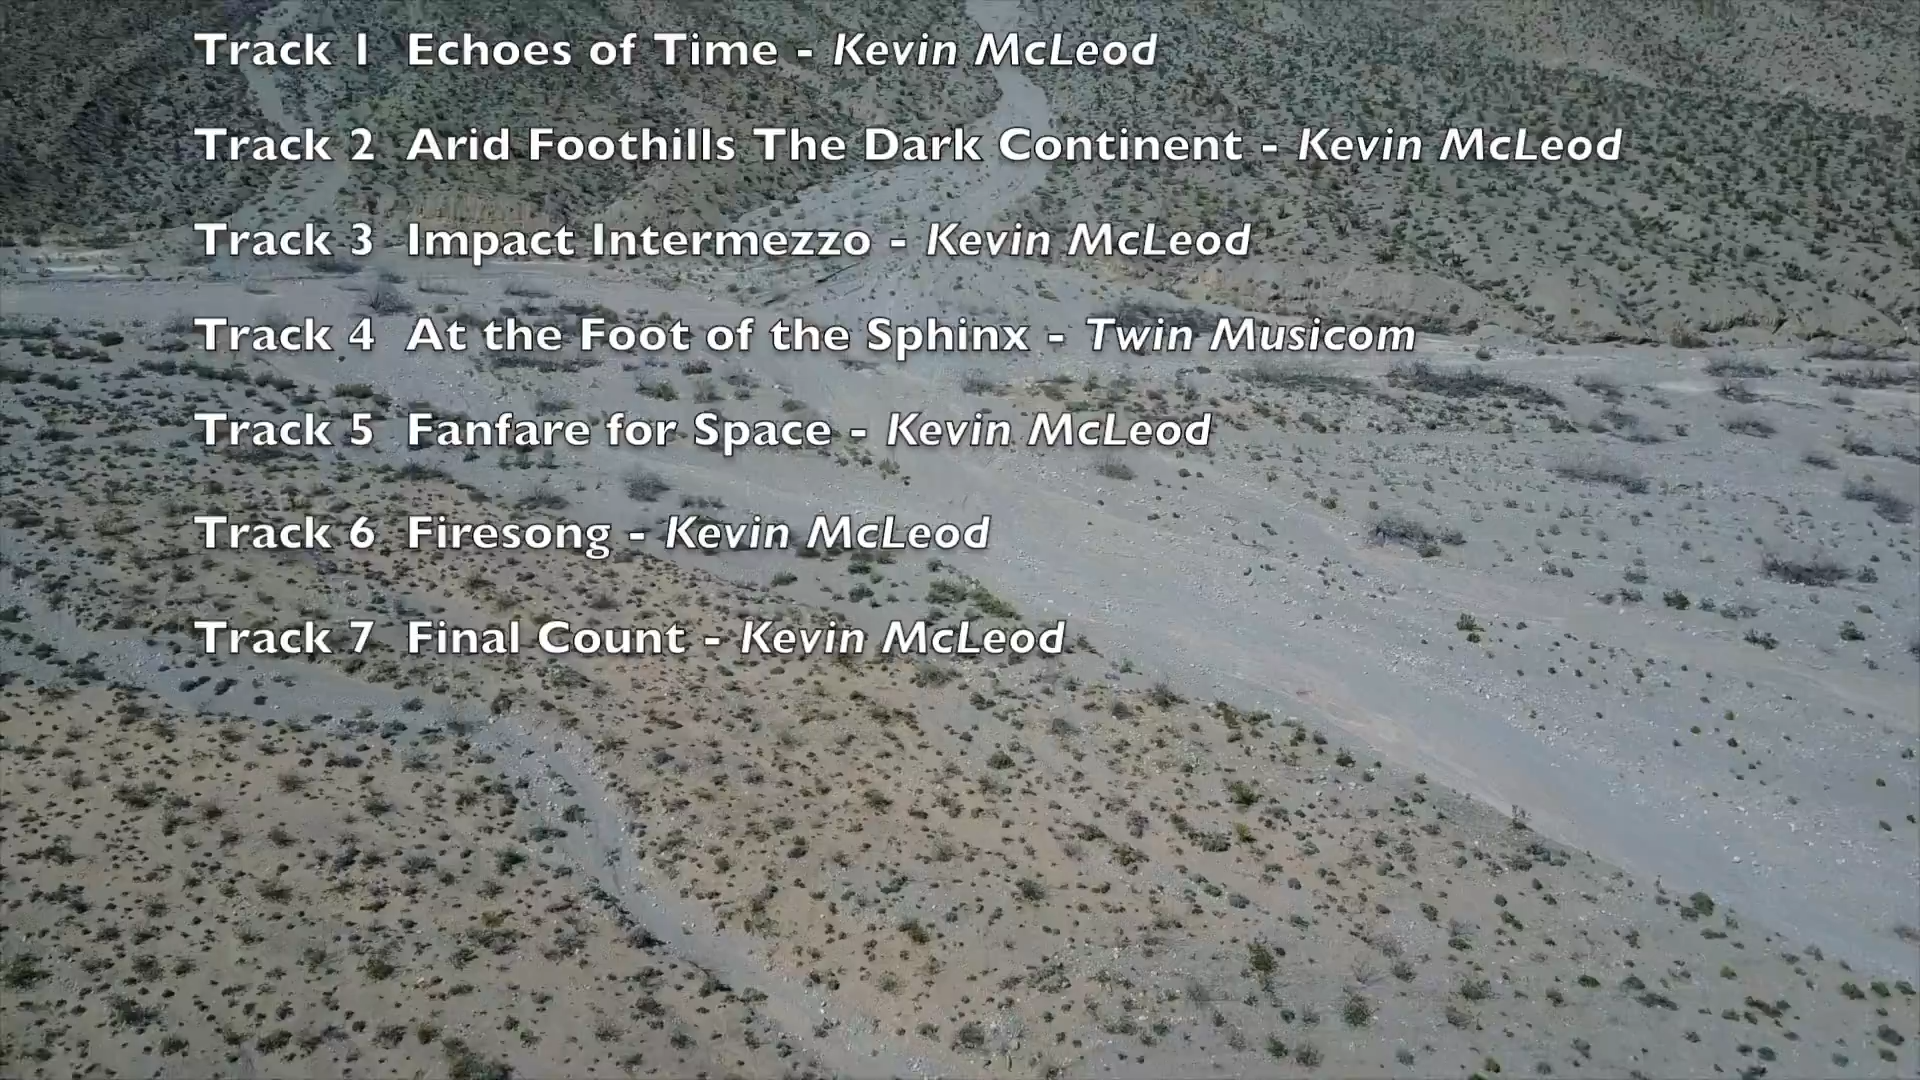 Track 1 Echoes of Time - Kevin McLeod
Track 2 Arid Foothills The Dark Continent - Kevin McLeod
Track 3 Impact Intermezzo - Kevin McLeod
Track 4 At the Foot of the Sphinx - Twin Musicom
Track 5 Fanfare for Space - Kevin McLeod
Track 6 Firesong - Kevin McLeod
Track 7 Final Count - Kevin McLeod